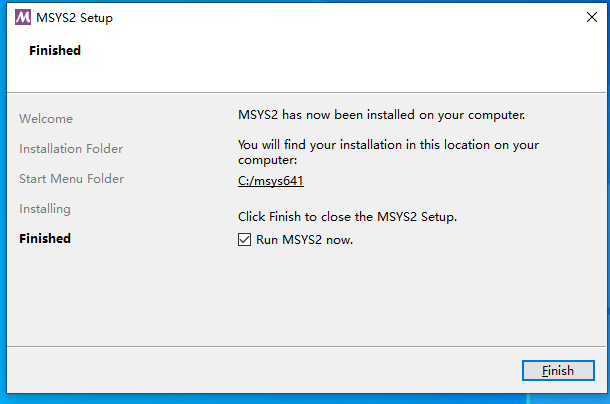 MSYS2 Setup
Finished
Welcome
Installation Folder
Start Menu Folder
Installing
Finished
MSYS2 has now been installed on your computer.
You will find your installation in this location on your
computer:
C:/msys641
Click Finish to close the MSYS2 Setup.
Run MSYS2 now.
Finish